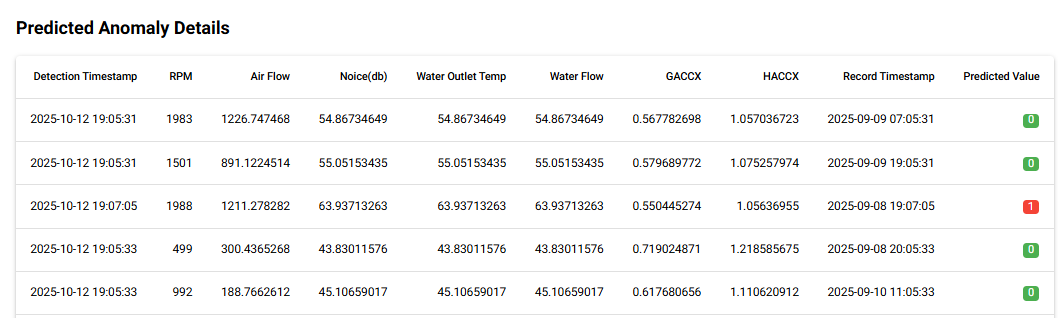 Predicted Anomaly Details
Detection Timestamp RPM Air Flow Noice(db) Water Outlet Temp Water Flow GACCX HACCX Record Timestamp Predicted Value
2025-10-12 19:05:31 1983 1226.747468 54.86734649 54.86734649 54.86734649 0.567782698 1.057036723 2025-09-09 07:05:31 0
2025-10-12 19:05:31 1501 891.1224514 55.05153435 55.05153435 55.05153435 0.579689772 1.075257974 2025-09-09 19:05:31 0
2025-10-12 19:07:05 1988 1211.278282 63.93713263 63.93713263 63.93713263 0.550445274 1.05636955 2025-09-08 19:07:05 1
2025-10-12 19:05:33 499 300.4365268 43.83011576 43.83011576 43.83011576 0.719024871 1.218585675 2025-09-08 20:05:33 0
2025-10-12 19:05:33 992 188.7662612 45.10659017 45.10659017 45.10659017 0.617680656 1.110620912 2025-09-10 11:05:33 0